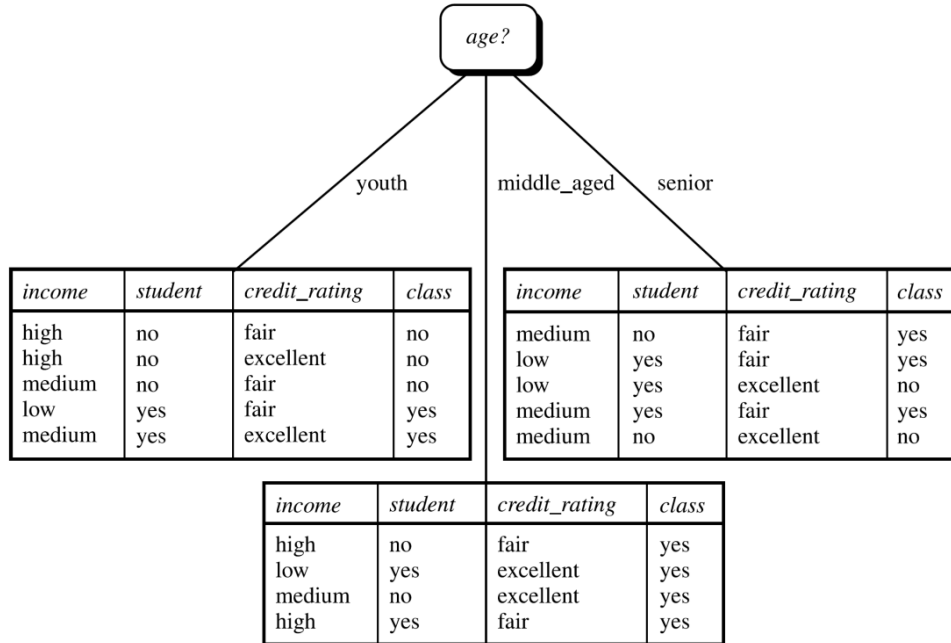 age?
youth
middle_aged
senior
income student credit_rating class
high no fair no
high no excellent no
medium no fair no
low yes fair yes
medium yes excellent yes
income student credit_rating class
medium no fair yes
low yes fair yes
low yes excellent no
medium yes fair yes
medium no excellent no
income student credit_rating class
high no fair yes
low yes excellent yes
medium no excellent yes
high yes fair yes